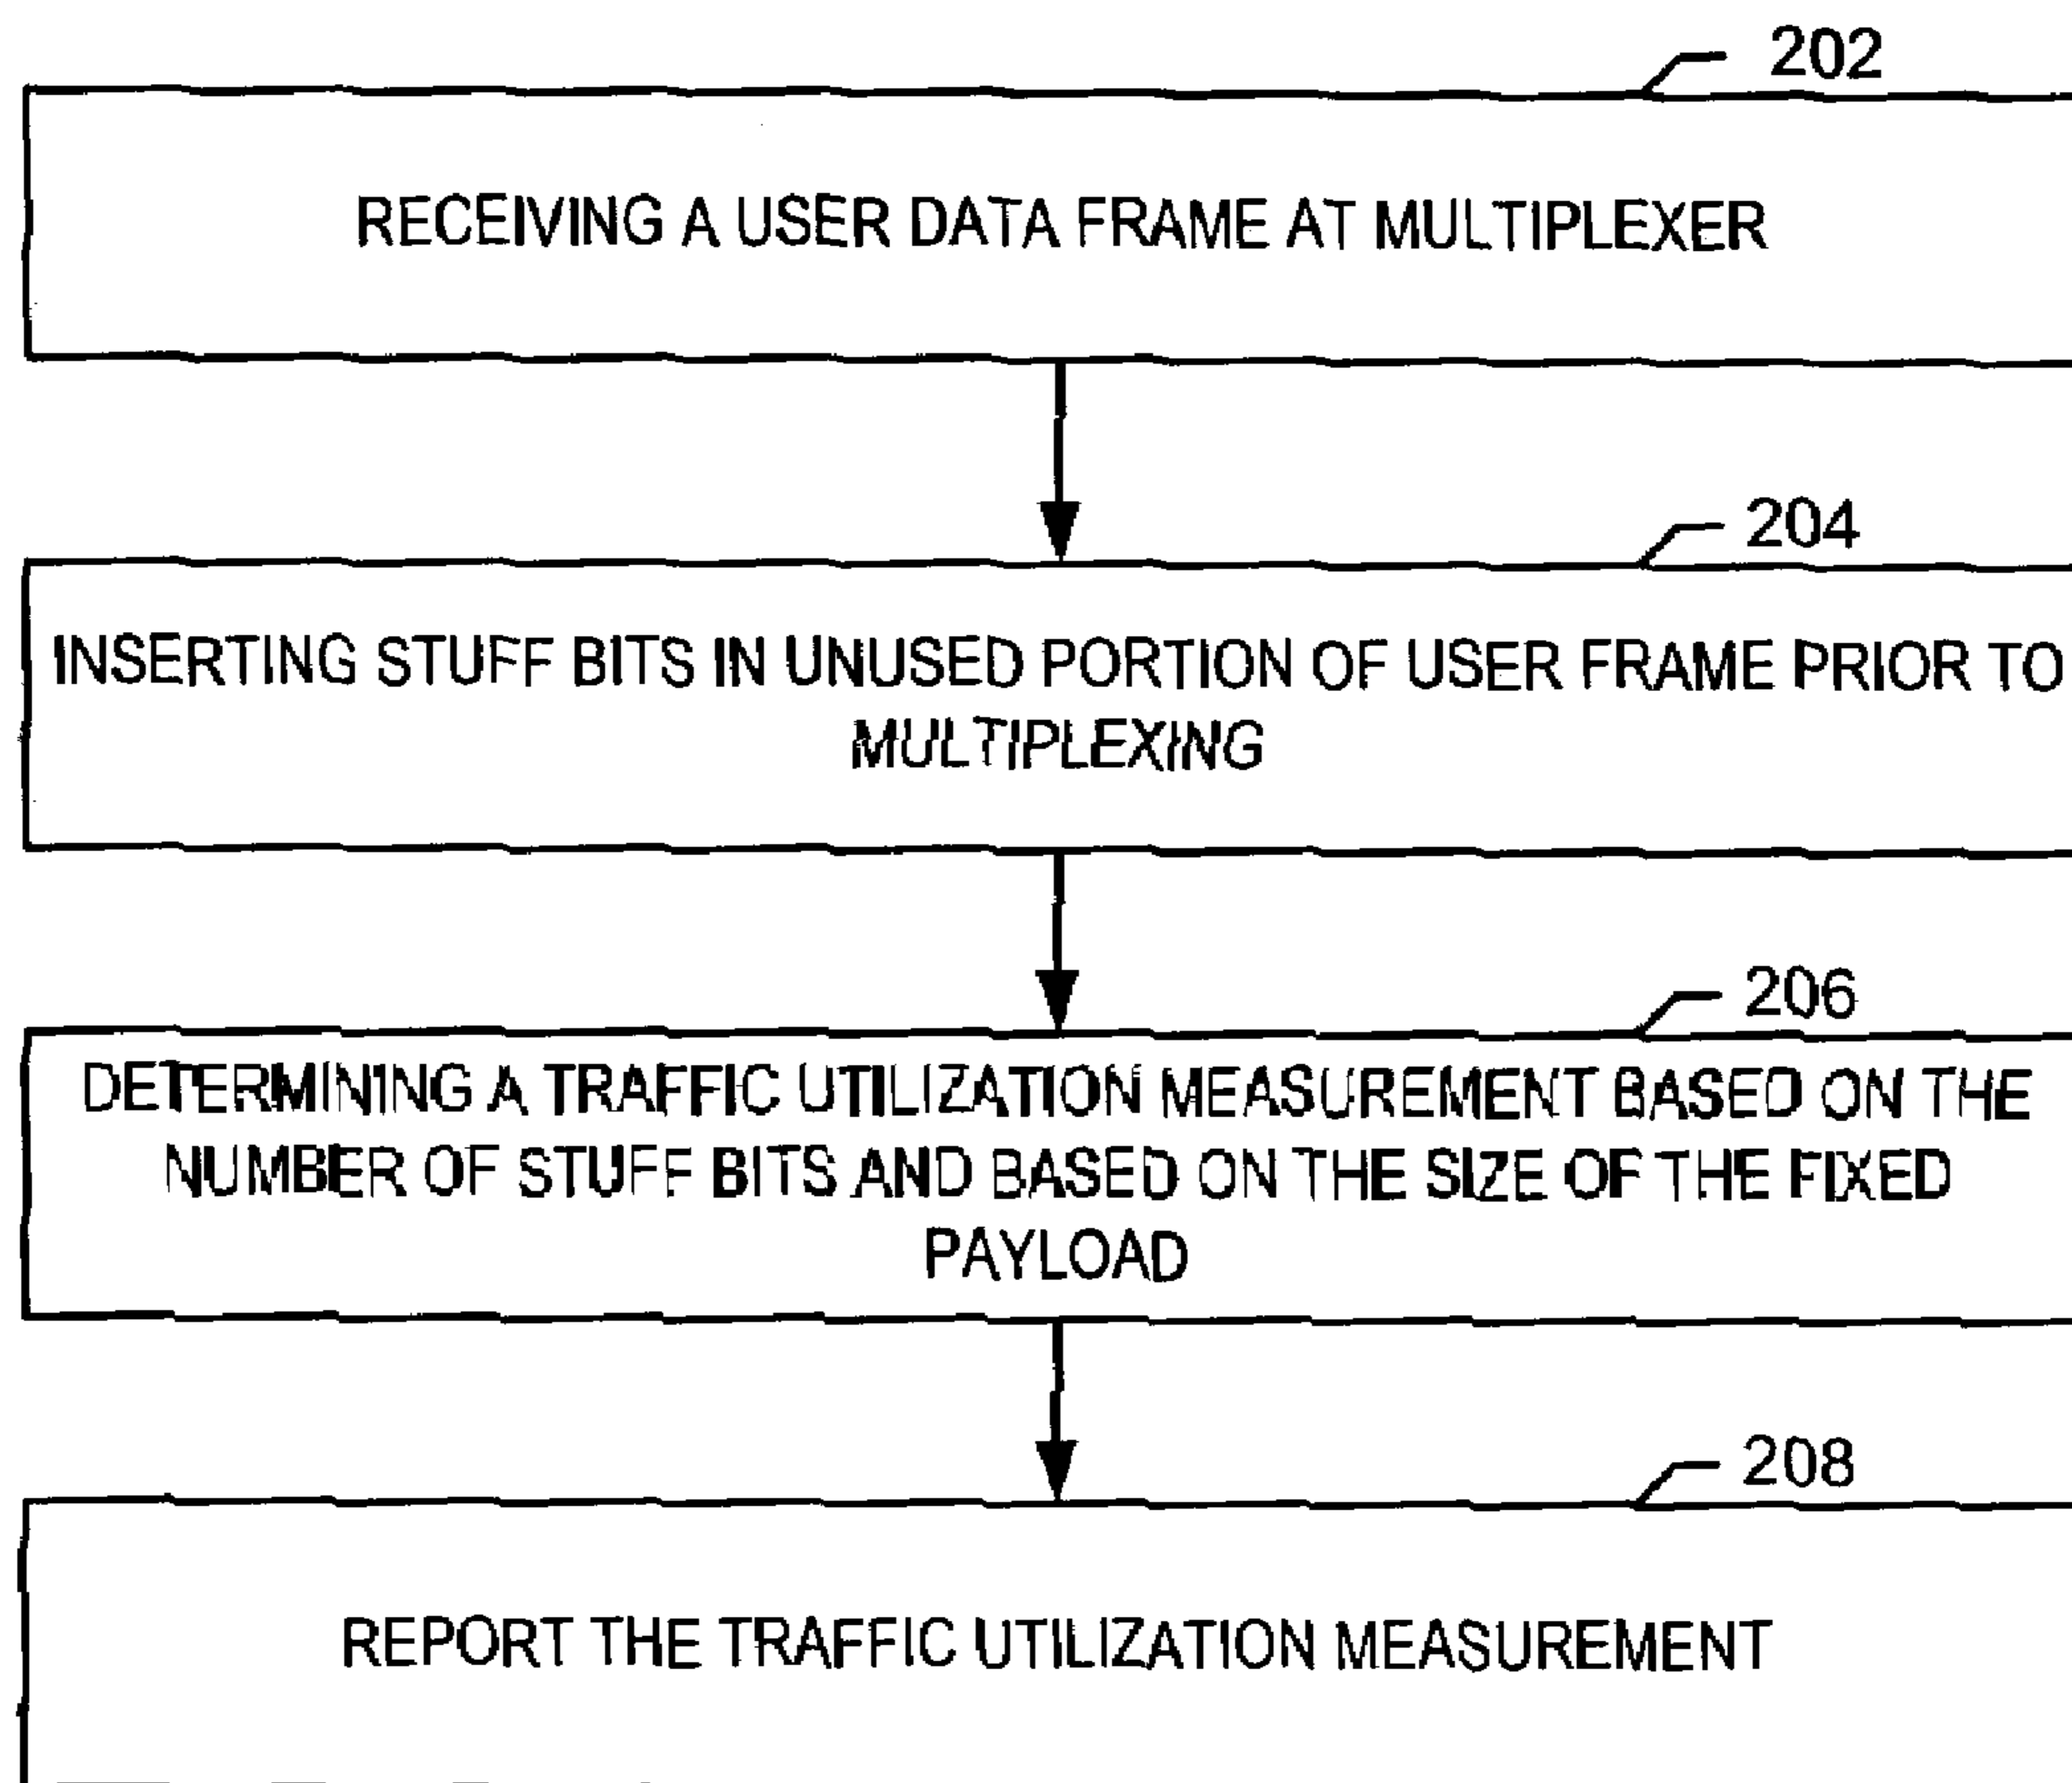 202
RECEIVING A USER DATA FRAME AT MULTIPLEXER
204
INSERTING STUFF BITS IN UNUSED PORTION OF USER FRAME PRIOR TO
MULTIPLEXING
206
DETERMINING A TRAFFIC UTILIZATION MEASUREMENT BASED ON THE
NUMBER OF STUFF BITS AND BASED ON THE SIZE OF THE FIXED
PAYLOAD
208
REPORT THE TRAFFIC UTILIZATION MEASUREMENT